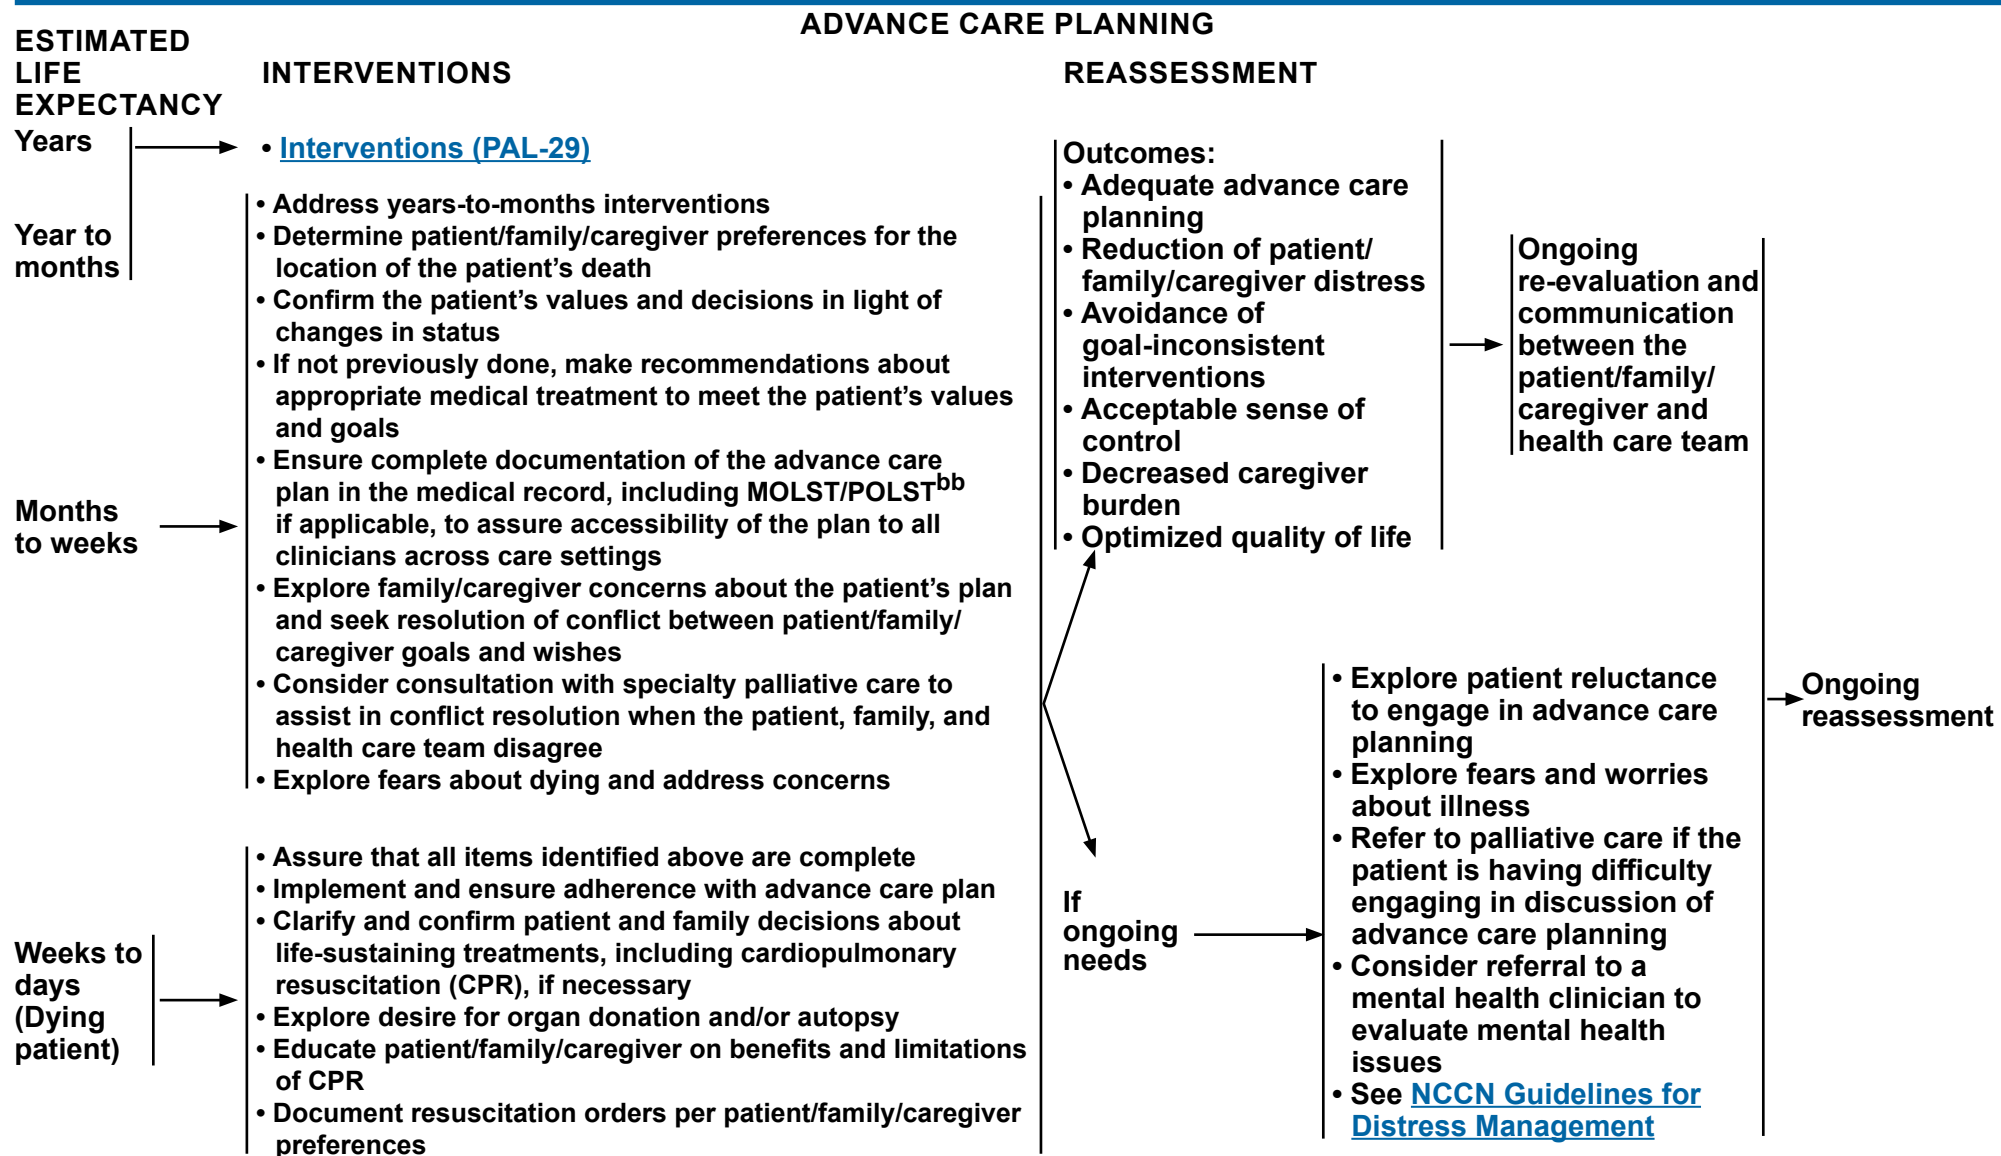 ADVANCE CARE PLANNING
ESTIMATED
LIFE
EXPECTANCY
INTERVENTIONS
REASSESSMENT
Years
• Interventions (PAL-29)
Year to
months
Months
to weeks
• Address years-to-months interventions
• Determine patient/family/caregiver preferences for the
location of the patient’s death
• Confirm the patient’s values and decisions in light of
changes in status
• If not previously done, make recommendations about
appropriate medical treatment to meet the patient’s values
and goals
• Ensure complete documentation of the advance care
plan in the medical record, including MOLST/POLSTbb
if applicable, to assure accessibility of the plan to all
clinicians across care settings
• Explore family/caregiver concerns about the patient’s plan
and seek resolution of conflict between patient/family/
caregiver goals and wishes
• Consider consultation with specialty palliative care to
assist in conflict resolution when the patient, family, and
health care team disagree
• Explore fears about dying and address concerns
Weeks to
days
(Dying
patient)
• Assure that all items identified above are complete
• Implement and ensure adherence with advance care plan
• Clarify and confirm patient and family decisions about
life-sustaining treatments, including cardiopulmonary
resuscitation (CPR), if necessary
• Explore desire for organ donation and/or autopsy
• Educate patient/family/caregiver on benefits and limitations
of CPR
• Document resuscitation orders per patient/family/caregiver
preferences
Outcomes:
• Adequate advance care
planning
• Reduction of patient/
family/caregiver distress
• Avoidance of
goal-inconsistent
interventions
• Acceptable sense of
control
• Decreased caregiver
burden
• Optimized quality of life
Ongoing
re-evaluation and
communication
between the
patient/family/
caregiver and
health care team
If
ongoing
needs
• Explore patient reluctance
to engage in advance care
planning
• Explore fears and worries
about illness
• Refer to palliative care if the
patient is having difficulty
engaging in discussion of
advance care planning
• Consider referral to a
mental health clinician to
evaluate mental health
issues
• See NCCN Guidelines for
Distress Management
Ongoing
reassessment